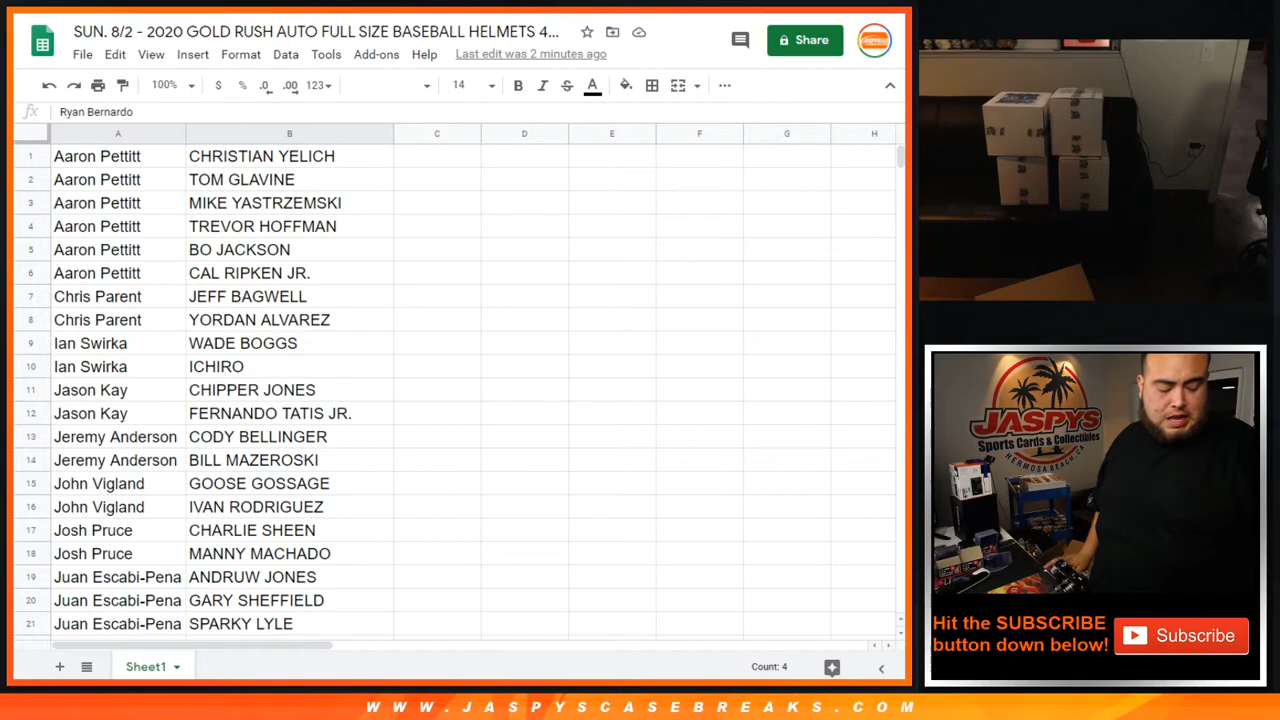 SUN. 8/2 - 2020 GOLD RUSH AUTO FULL SIZE BASEBALL HELMETS 4...
File Edit View Insert Format Data Tools Add-ons Help Last edit was 2 minutes ago
Share
100% $ % .0 .00 123 14 B I S A
fx Ryan Bernardo
A B C D E F G H
1 Aaron Pettitt CHRISTIAN YELICH
2 Aaron Pettitt TOM GLAVINE
3 Aaron Pettitt MIKE YASTRZEMSKI
4 Aaron Pettitt TREVOR HOFFMAN
5 Aaron Pettitt BO JACKSON
6 Aaron Pettitt CAL RIPKEN JR.
7 Chris Parent JEFF BAGWELL
8 Chris Parent YORDAN ALVAREZ
9 Ian Swirka WADE BOGGS
10 Ian Swirka ICHIRO
11 Jason Kay CHIPPER JONES
12 Jason Kay FERNANDO TATIS JR.
13 Jeremy Anderson CODY BELLINGER
14 Jeremy Anderson BILL MAZEROSKI
15 John Vigland GOOSE GOSSAGE
16 John Vigland IVAN RODRIGUEZ
17 Josh Pruce CHARLIE SHEEN
18 Josh Pruce MANNY MACHADO
19 Juan Escabi-Pena ANDRUW JONES
20 Juan Escabi-Pena GARY SHEFFIELD
21 Juan Escabi-Pena SPARKY LYLE
Sheet1
Count: 4
JASPYS
Sports Cards & Collectibles
HERMOSA BEACH, CA
Hit the SUBSCRIBE
button down below!
Subscribe
WWW.JASPYSCASEBREAKS.COM